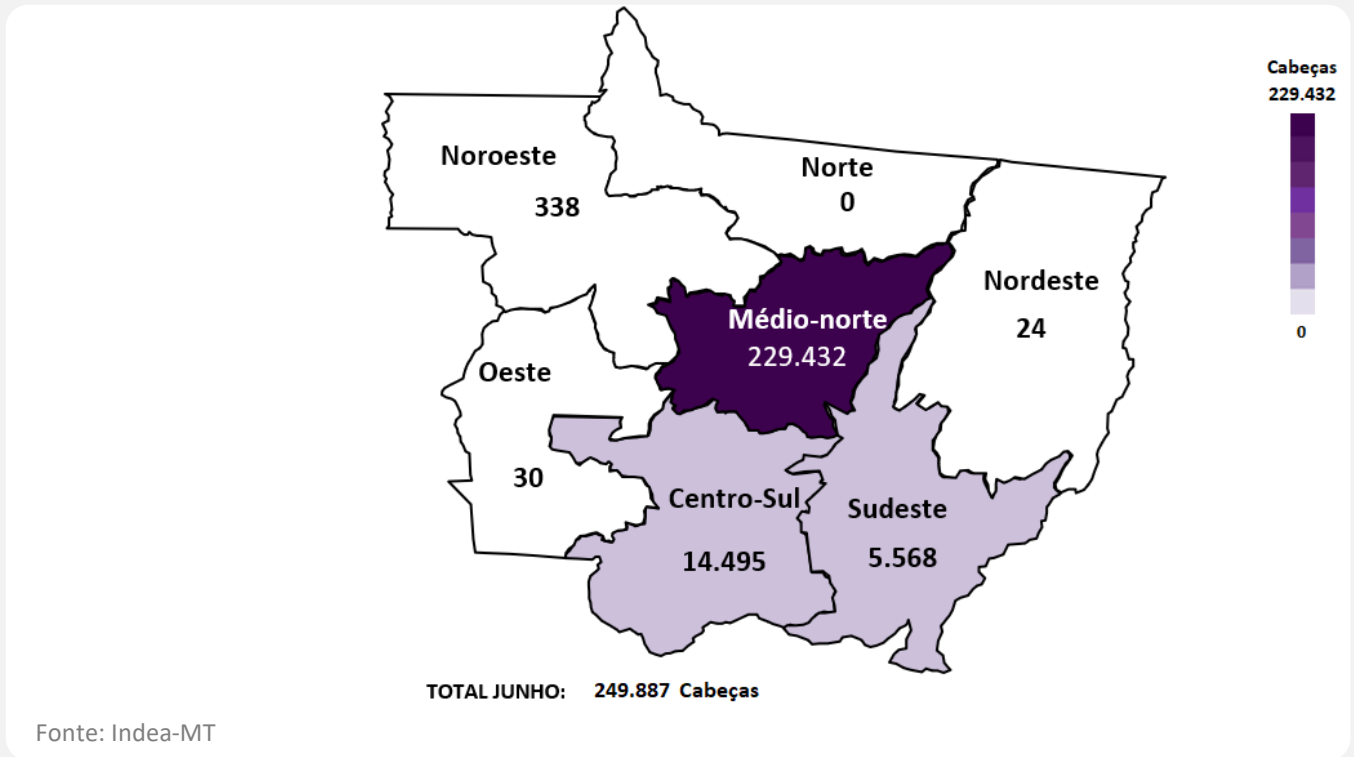 Cabeças
229.432
Noroeste
338
Norte
0
Nordeste
24
Médio-norte
229.432
0
Oeste
30
Centro-Sul
14.495
Sudeste
5.568
TOTAL JUNHO: 249.887 Cabeças
Fonte: Indea-MT